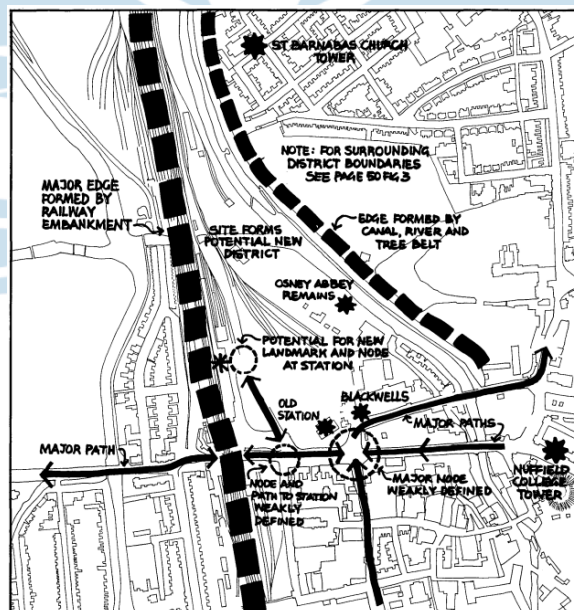 ST BARNABAS CHURCH
TOWER
NOTE: FOR SURROUNDING
DISTRICT BOUNDARIES
SEE PAGE 50 FIG 3
MAJOR EDGE
FORMED BY
RAILWAY
EMBANKMENT
SITE FORMS
POTENTIAL NEW
DISTRICT
EDGE FORMED BY
CANAL, RIVER AND
TREE BELT
OSNEY ABBEY
REMAINS
POTENTIAL FOR NEW
LANDMARK AND NODE
AT STATION
OLD
STATION
BLACKWELLS
MAJOR PATHS
MAJOR PATH
NODE AND
PATH TO STATION
WEAKLY
DEFINED
MAJOR NODE
WEAKLY DEFINED
NUFFIELD
COLLEGE
TOWER